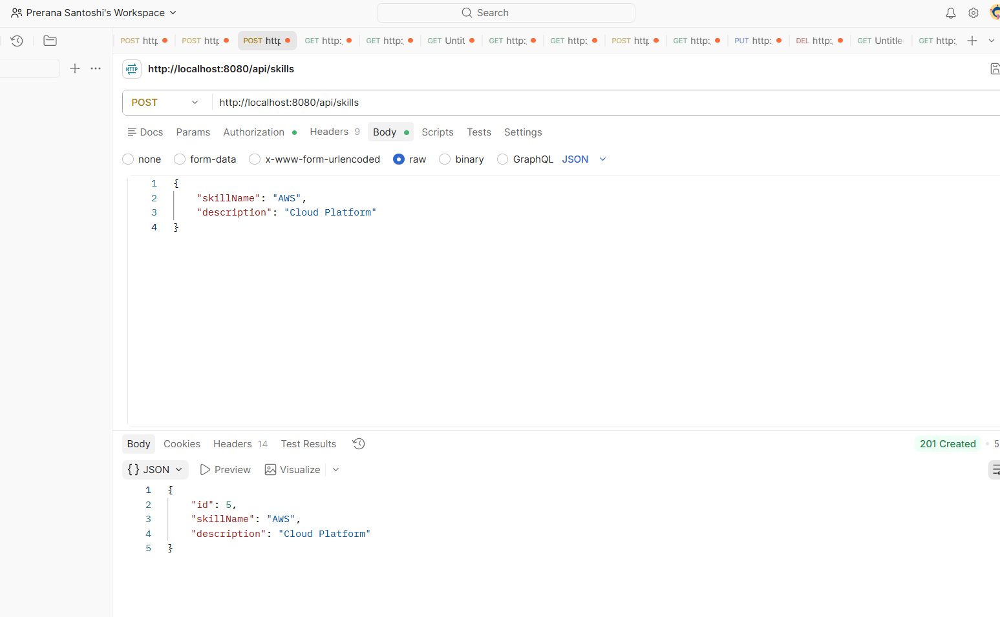 Prerana Santoshi's Workspace
Search
POST http
POST http
POST http
GET http:
GET http:
GET Untit
GET http:
GET http:
POST http
GET http:
PUT http:
DEL http:
GET Untitle
GET http:
HTTP http://localhost:8080/api/skills
POST http://localhost:8080/api/skills
Docs Params Authorization Headers 9 Body Scripts Tests Settings
none form-data x-www-form-urlencoded raw binary GraphQL JSON
1 {
2 "skillName": "AWS",
3 "description": "Cloud Platform"
4 }
Body Cookies Headers 14 Test Results 201 Created • 5
{} JSON Preview Visualize
1 {
2 "id": 5,
3 "skillName": "AWS",
4 "description": "Cloud Platform"
5 }